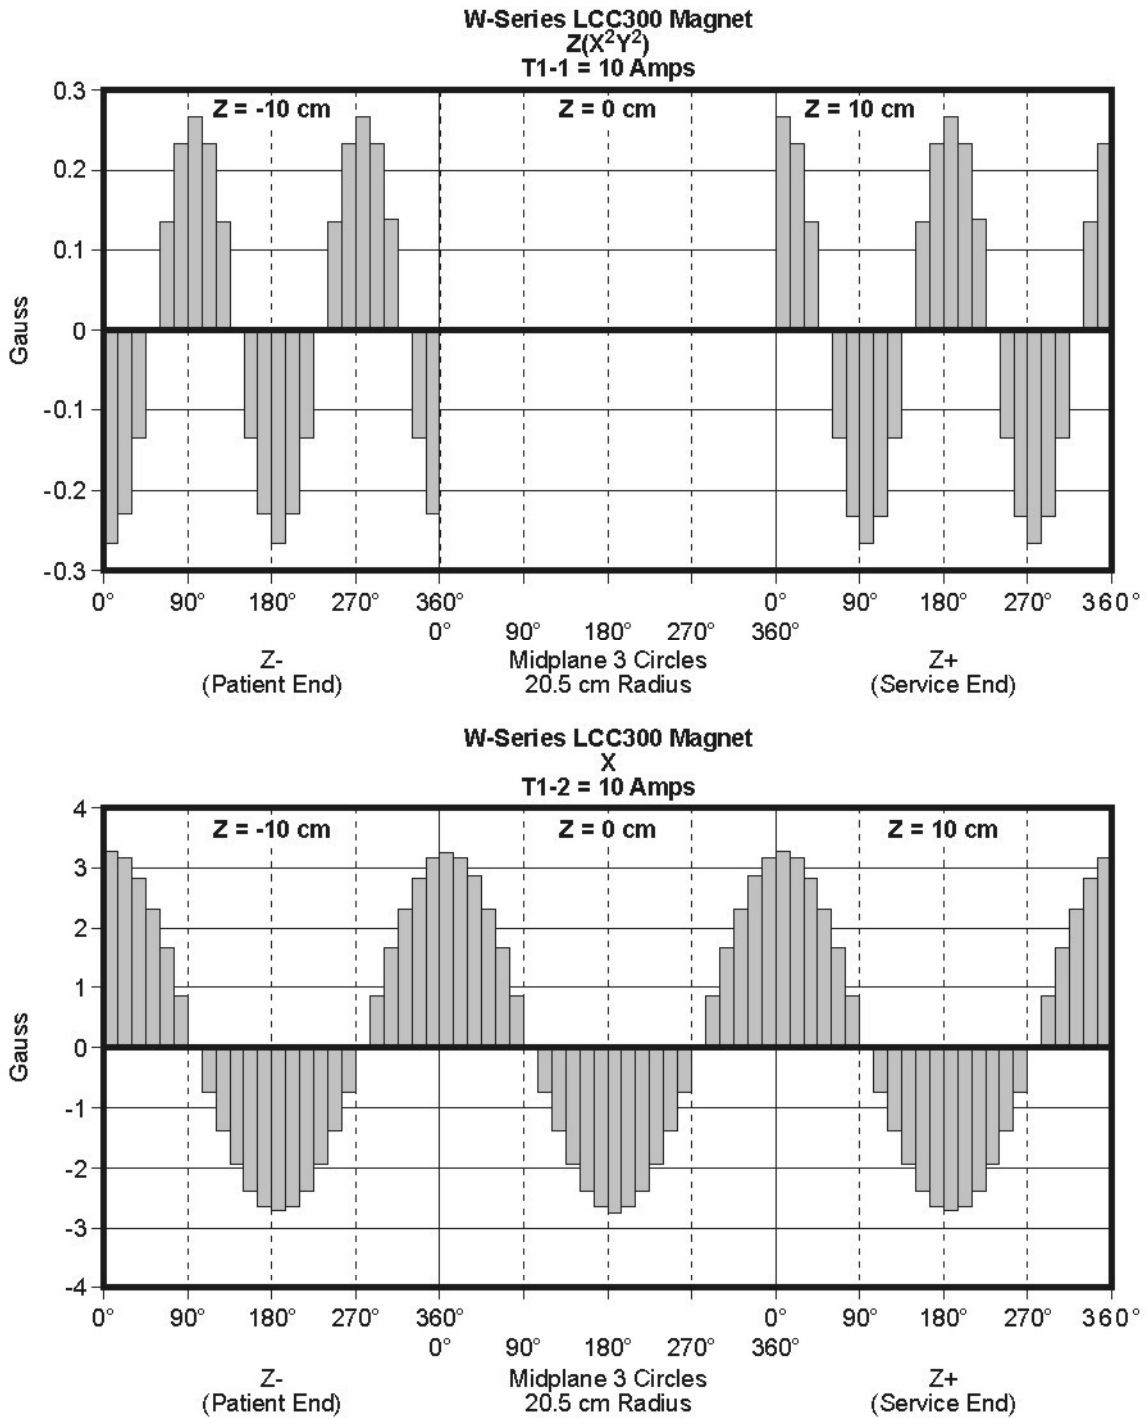 W-Series LCC300 Magnet
Z(X²Y²)
T1-1 = 10 Amps
Z = -10 cm Z = 0 cm Z = 10 cm
0.3
0.2
0.1
0
-0.1
-0.2
-0.3
Gauss
0° 90° 180° 270° 360° 0° 90° 180° 270° 360°
0° 90° 180° 270° 360°
Z- Midplane 3 Circles Z+
(Patient End) 20.5 cm Radius (Service End)
W-Series LCC300 Magnet
X
T1-2 = 10 Amps
Z = -10 cm Z = 0 cm Z = 10 cm
4
3
2
1
0
-1
-2
-3
-4
Gauss
0° 90° 180° 270° 360° 0° 90° 180° 270° 360°
0° 90° 180° 270° 360°
Z- Midplane 3 Circles Z+
(Patient End) 20.5 cm Radius (Service End)